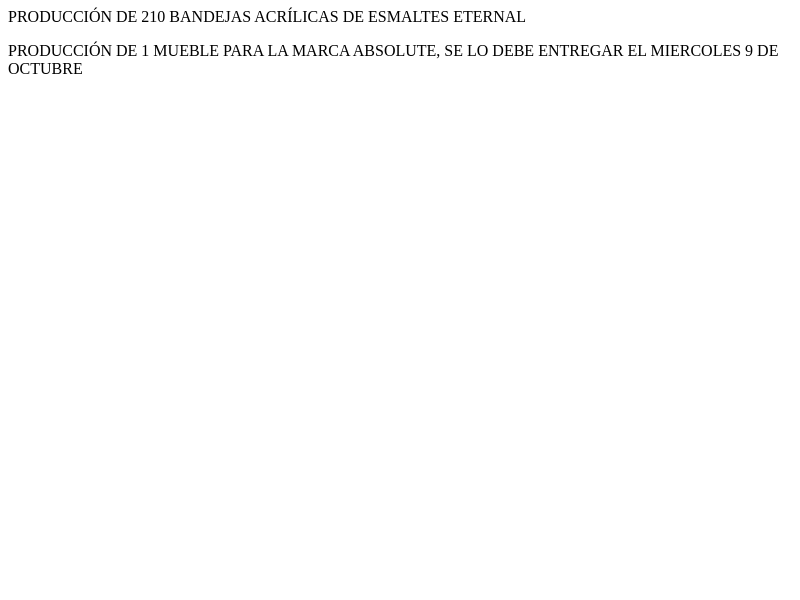 PRODUCCIÓN DE 210 BANDEJAS ACRÍLICAS DE ESMALTES ETERNAL
PRODUCCIÓN DE 1 MUEBLE PARA LA MARCA ABSOLUTE, SE LO DEBE ENTREGAR EL MIERCOLES 9 DE
OCTUBRE